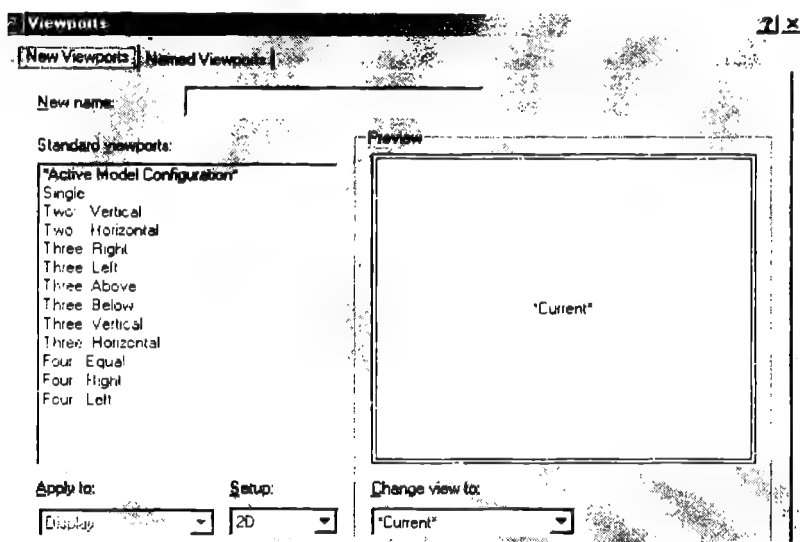 Viewports
New Viewports Named Viewports
New name:
Standard viewports:
*Active Model Configuration*
Single
Two: Vertical
Two: Horizontal
Three: Right
Three: Left
Three: Above
Three: Below
Three: Vertical
Three: Horizontal
Four: Equal
Four: Right
Four: Left
Preview
*Current*
Apply to:
Display
Setup:
2D
Change view to:
*Current*